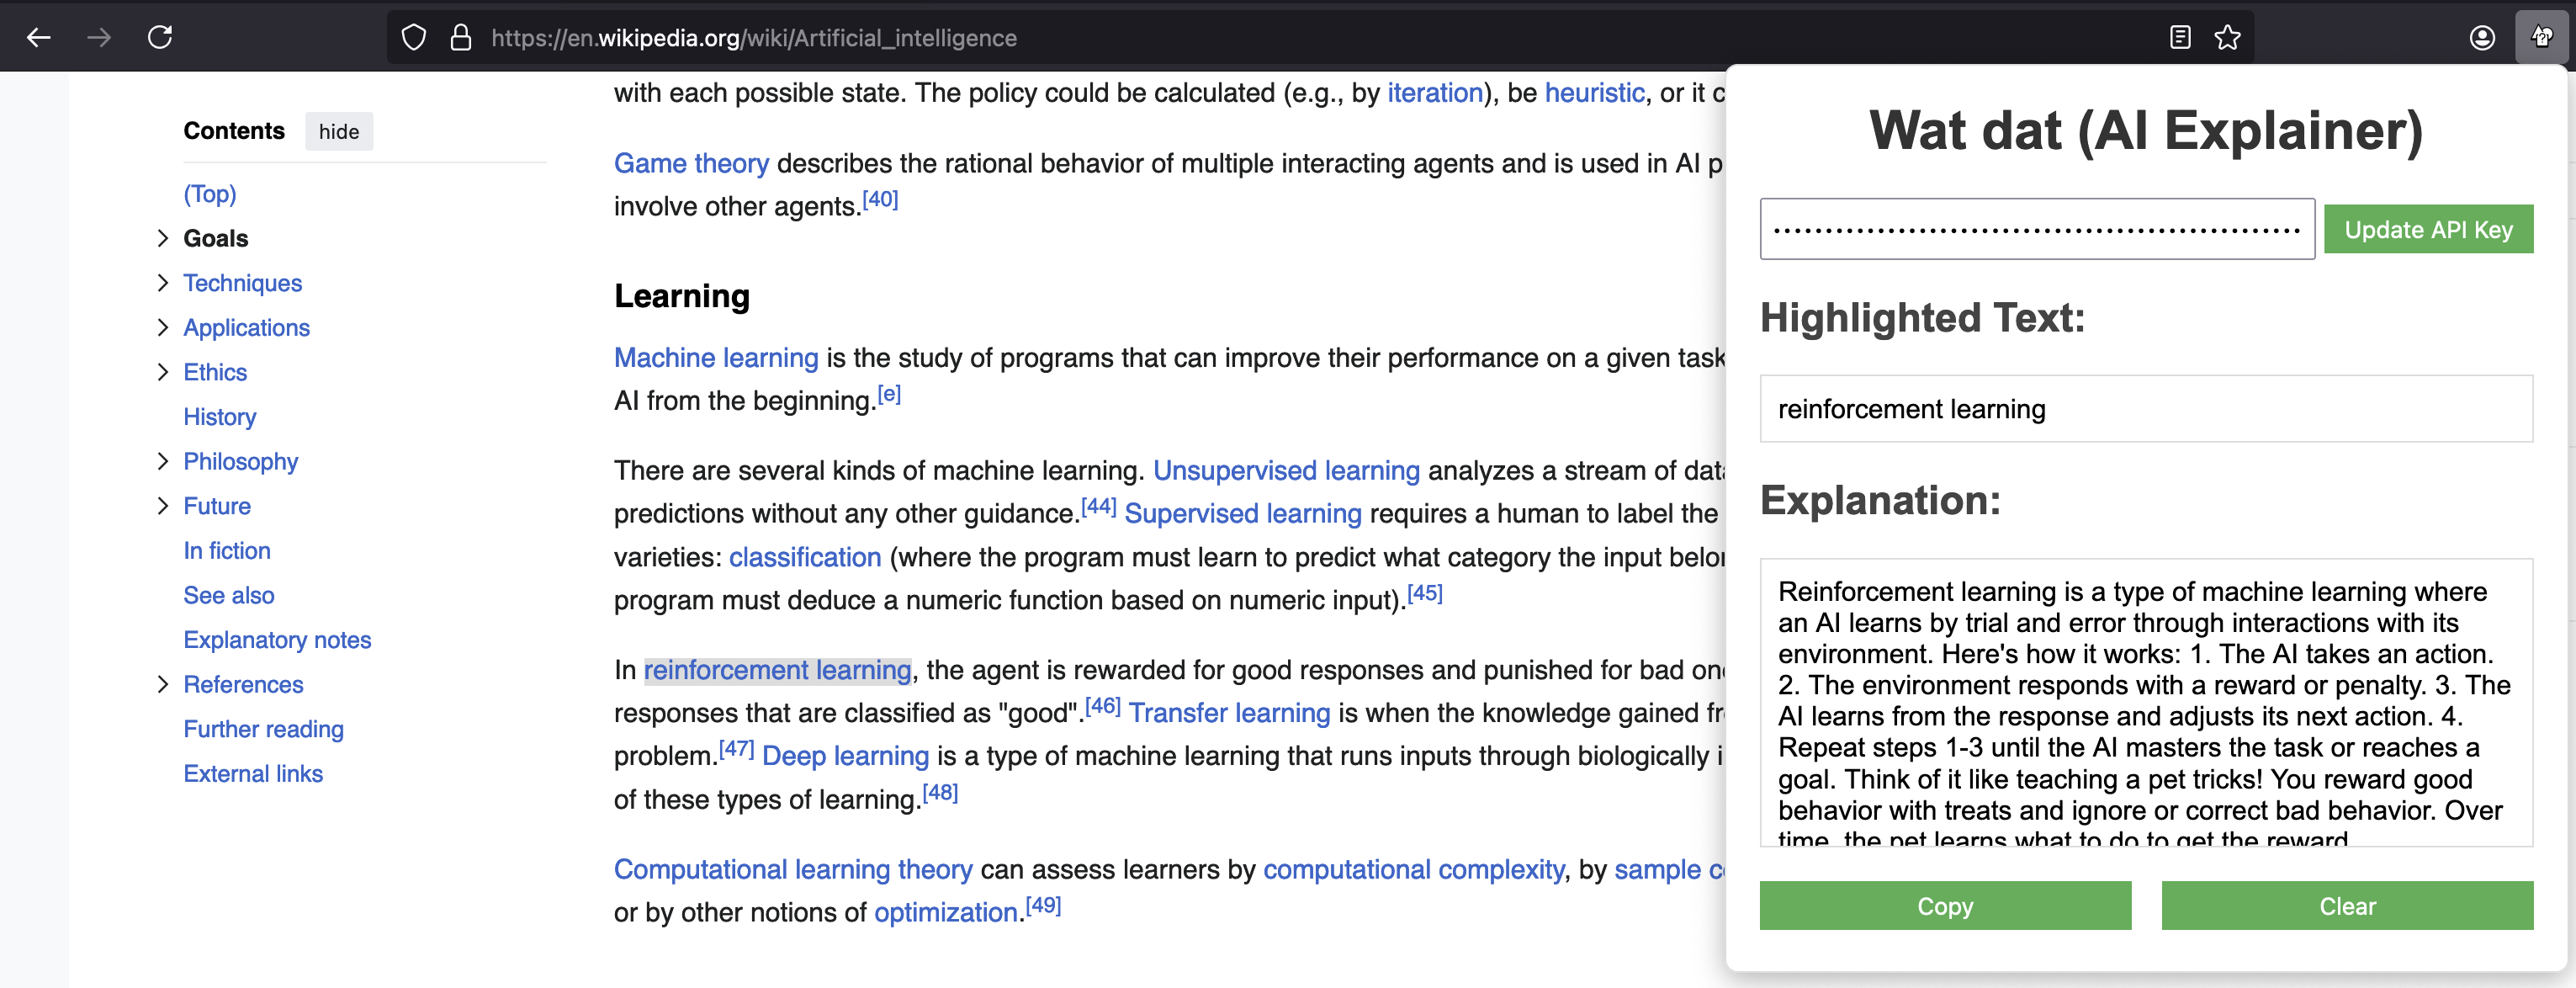 https://en.wikipedia.org/wiki/Artificial_intelligence
Contents hide
(Top)
Goals
Techniques
Applications
Ethics
History
Philosophy
Future
In fiction
See also
Explanatory notes
References
Further reading
External links
with each possible state. The policy could be calculated (e.g., by iteration), be heuristic, or it
Game theory describes the rational behavior of multiple interacting agents and is used in AI
involve other agents.[40]
Learning
Machine learning is the study of programs that can improve their performance on a given task
AI from the beginning.[e]
There are several kinds of machine learning. Unsupervised learning analyzes a stream of data
predictions without any other guidance.[44] Supervised learning requires a human to label the
varieties: classification (where the program must learn to predict what category the input
program must deduce a numeric function based on numeric input).[45]
In reinforcement learning, the agent is rewarded for good responses and punished for bad
responses that are classified as "good".[46] Transfer learning is when the knowledge gained
problem.[47] Deep learning is a type of machine learning that runs inputs through biologically
of these types of learning.[48]
Computational learning theory can assess learners by computational complexity, by sample
or by other notions of optimization.[49]
Wat dat (AI Explainer)
Update API Key
Highlighted Text:
reinforcement learning
Explanation:
Reinforcement learning is a type of machine learning where
an AI learns by trial and error through interactions with its
environment. Here's how it works: 1. The AI takes an action.
2. The environment responds with a reward or penalty. 3. The
AI learns from the response and adjusts its next action. 4.
Repeat steps 1-3 until the AI masters the task or reaches a
goal. Think of it like teaching a pet tricks! You reward good
behavior with treats and ignore or correct bad behavior. Over
time, the pet learns what to do to get the reward.
Copy
Clear